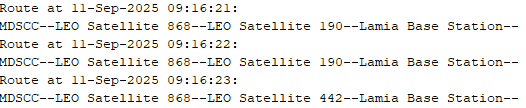 Route at 11-Sep-2025 09:16:21:
MDSCC--LEO Satellite 868--LEO Satellite 190--Lamia Base Station--
Route at 11-Sep-2025 09:16:22:
MDSCC--LEO Satellite 868--LEO Satellite 190--Lamia Base Station--
Route at 11-Sep-2025 09:16:23:
MDSCC--LEO Satellite 868--LEO Satellite 442--Lamia Base Station--